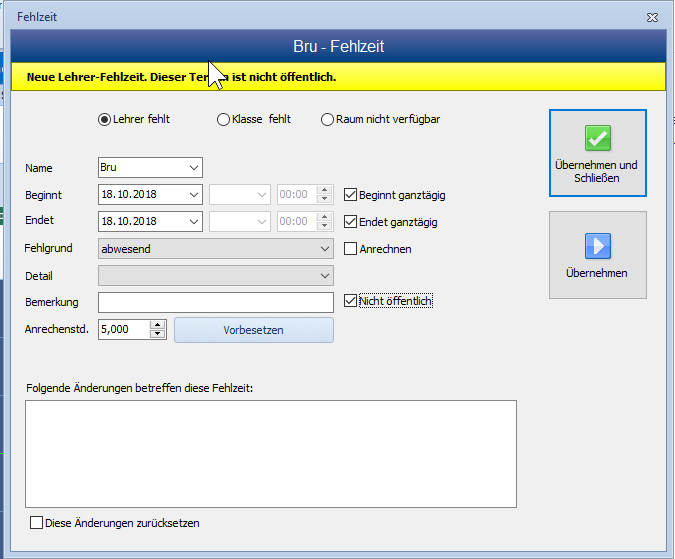 Fehlzeit
Bru - Fehlzeit
Neue Lehrer-Fehlzeit. Dieser Termin ist nicht öffentlich.
Lehrer fehlt Klasse fehlt Raum nicht verfügbar
Name Bru
Beginnt 18.10.2018 00:00 Beginnt ganztägig
Endet 18.10.2018 00:00 Endet ganztägig
Fehlgrund abwesend Anrechnen
Detail
Bemerkung Nicht öffentlich
Anrechenstd. 5,000 Vorbesetzen
Übernehmen und
Schließen
Übernehmen
Folgende Änderungen betreffen diese Fehlzeit:
Diese Änderungen zurücksetzen